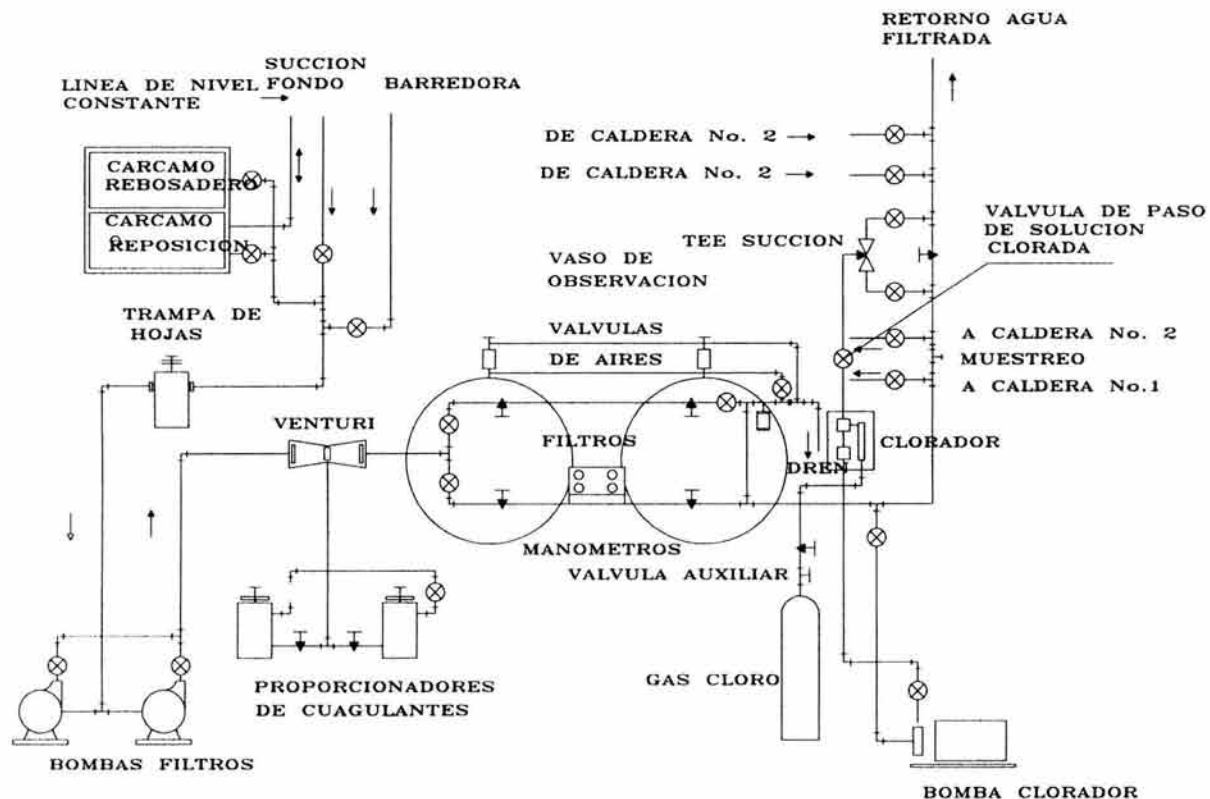 RETORNO AGUA
FILTRADA
SUCCION
LINEA DE NIVEL FONDO BARREDORA
CONSTANTE
DE CALDERA No. 2
CARCAMO
REBOSADERO
DE CALDERA No. 2
CARCAMO
REPOSICION
VALVULA DE PASO
DE SOLUCION
CLORADA
TEE SUCCION
VASO DE
OBSERVACION
TRAMPA DE
HOJAS
VALVULAS
DE AIRES
A CALDERA No. 2
MUESTREO
A CALDERA No.1
VENTURI
FILTROS
CLORADOR
DREN
MANOMETROS
VALVULA AUXILIAR
GAS CLORO
PROPORCIONADORES
DE CUAGULANTES
BOMBAS FILTROS
BOMBA CLORADOR